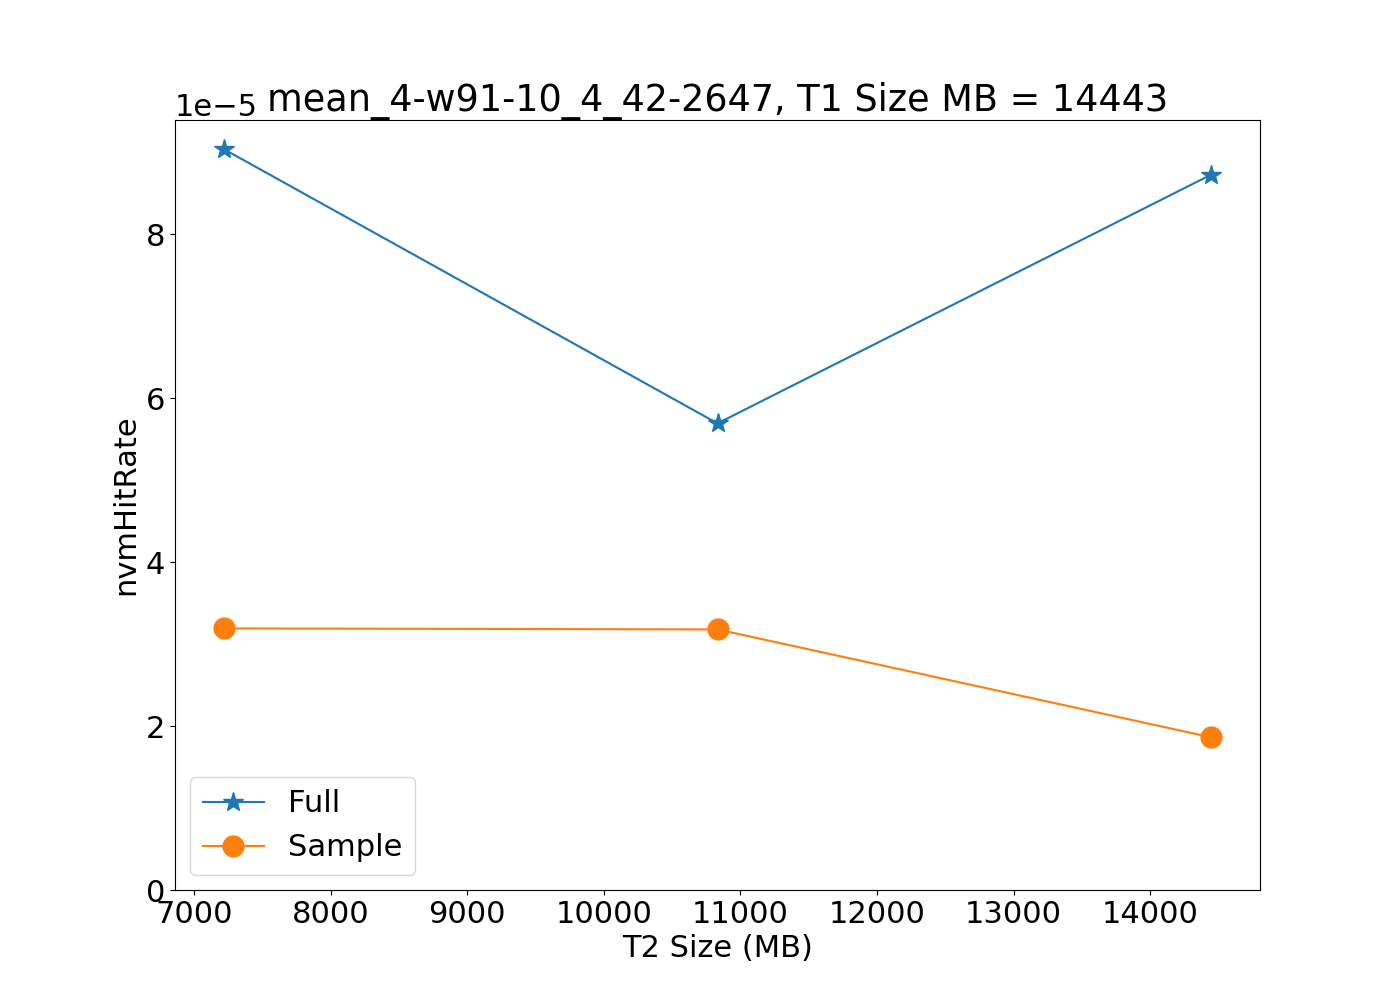 1e−5 mean_4-w91-10_4_42-2647, T1 Size MB = 14443
8
6
4
2
0
nvmHitRate
Full
Sample
7000 8000 9000 10000 11000 12000 13000 14000
T2 Size (MB)